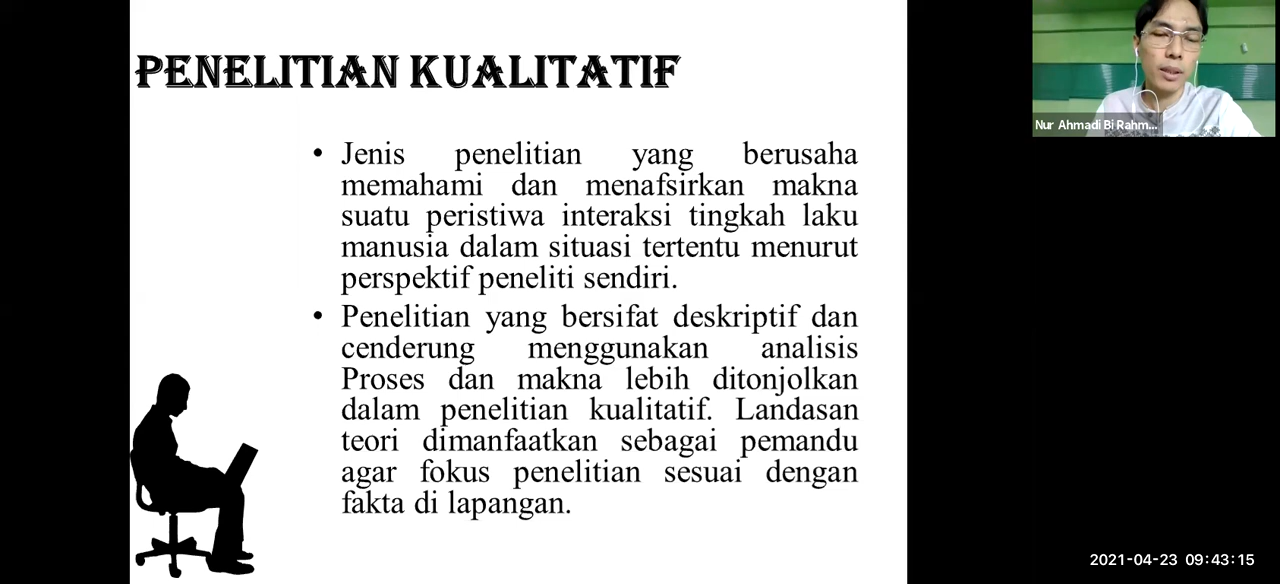 PENELITIAN KUALITATIF
• Jenis penelitian yang berusaha
memahami dan menafsirkan makna
suatu peristiwa interaksi tingkah laku
manusia dalam situasi tertentu menurut
perspektif peneliti sendiri.
• Penelitian yang bersifat deskriptif dan
cenderung menggunakan analisis
Proses dan makna lebih ditonjolkan
dalam penelitian kualitatif. Landasan
teori dimanfaatkan sebagai pemandu
agar fokus penelitian sesuai dengan
fakta di lapangan.
Nur Ahmadi Bi Rahm...
2021-04-23 09:43:15